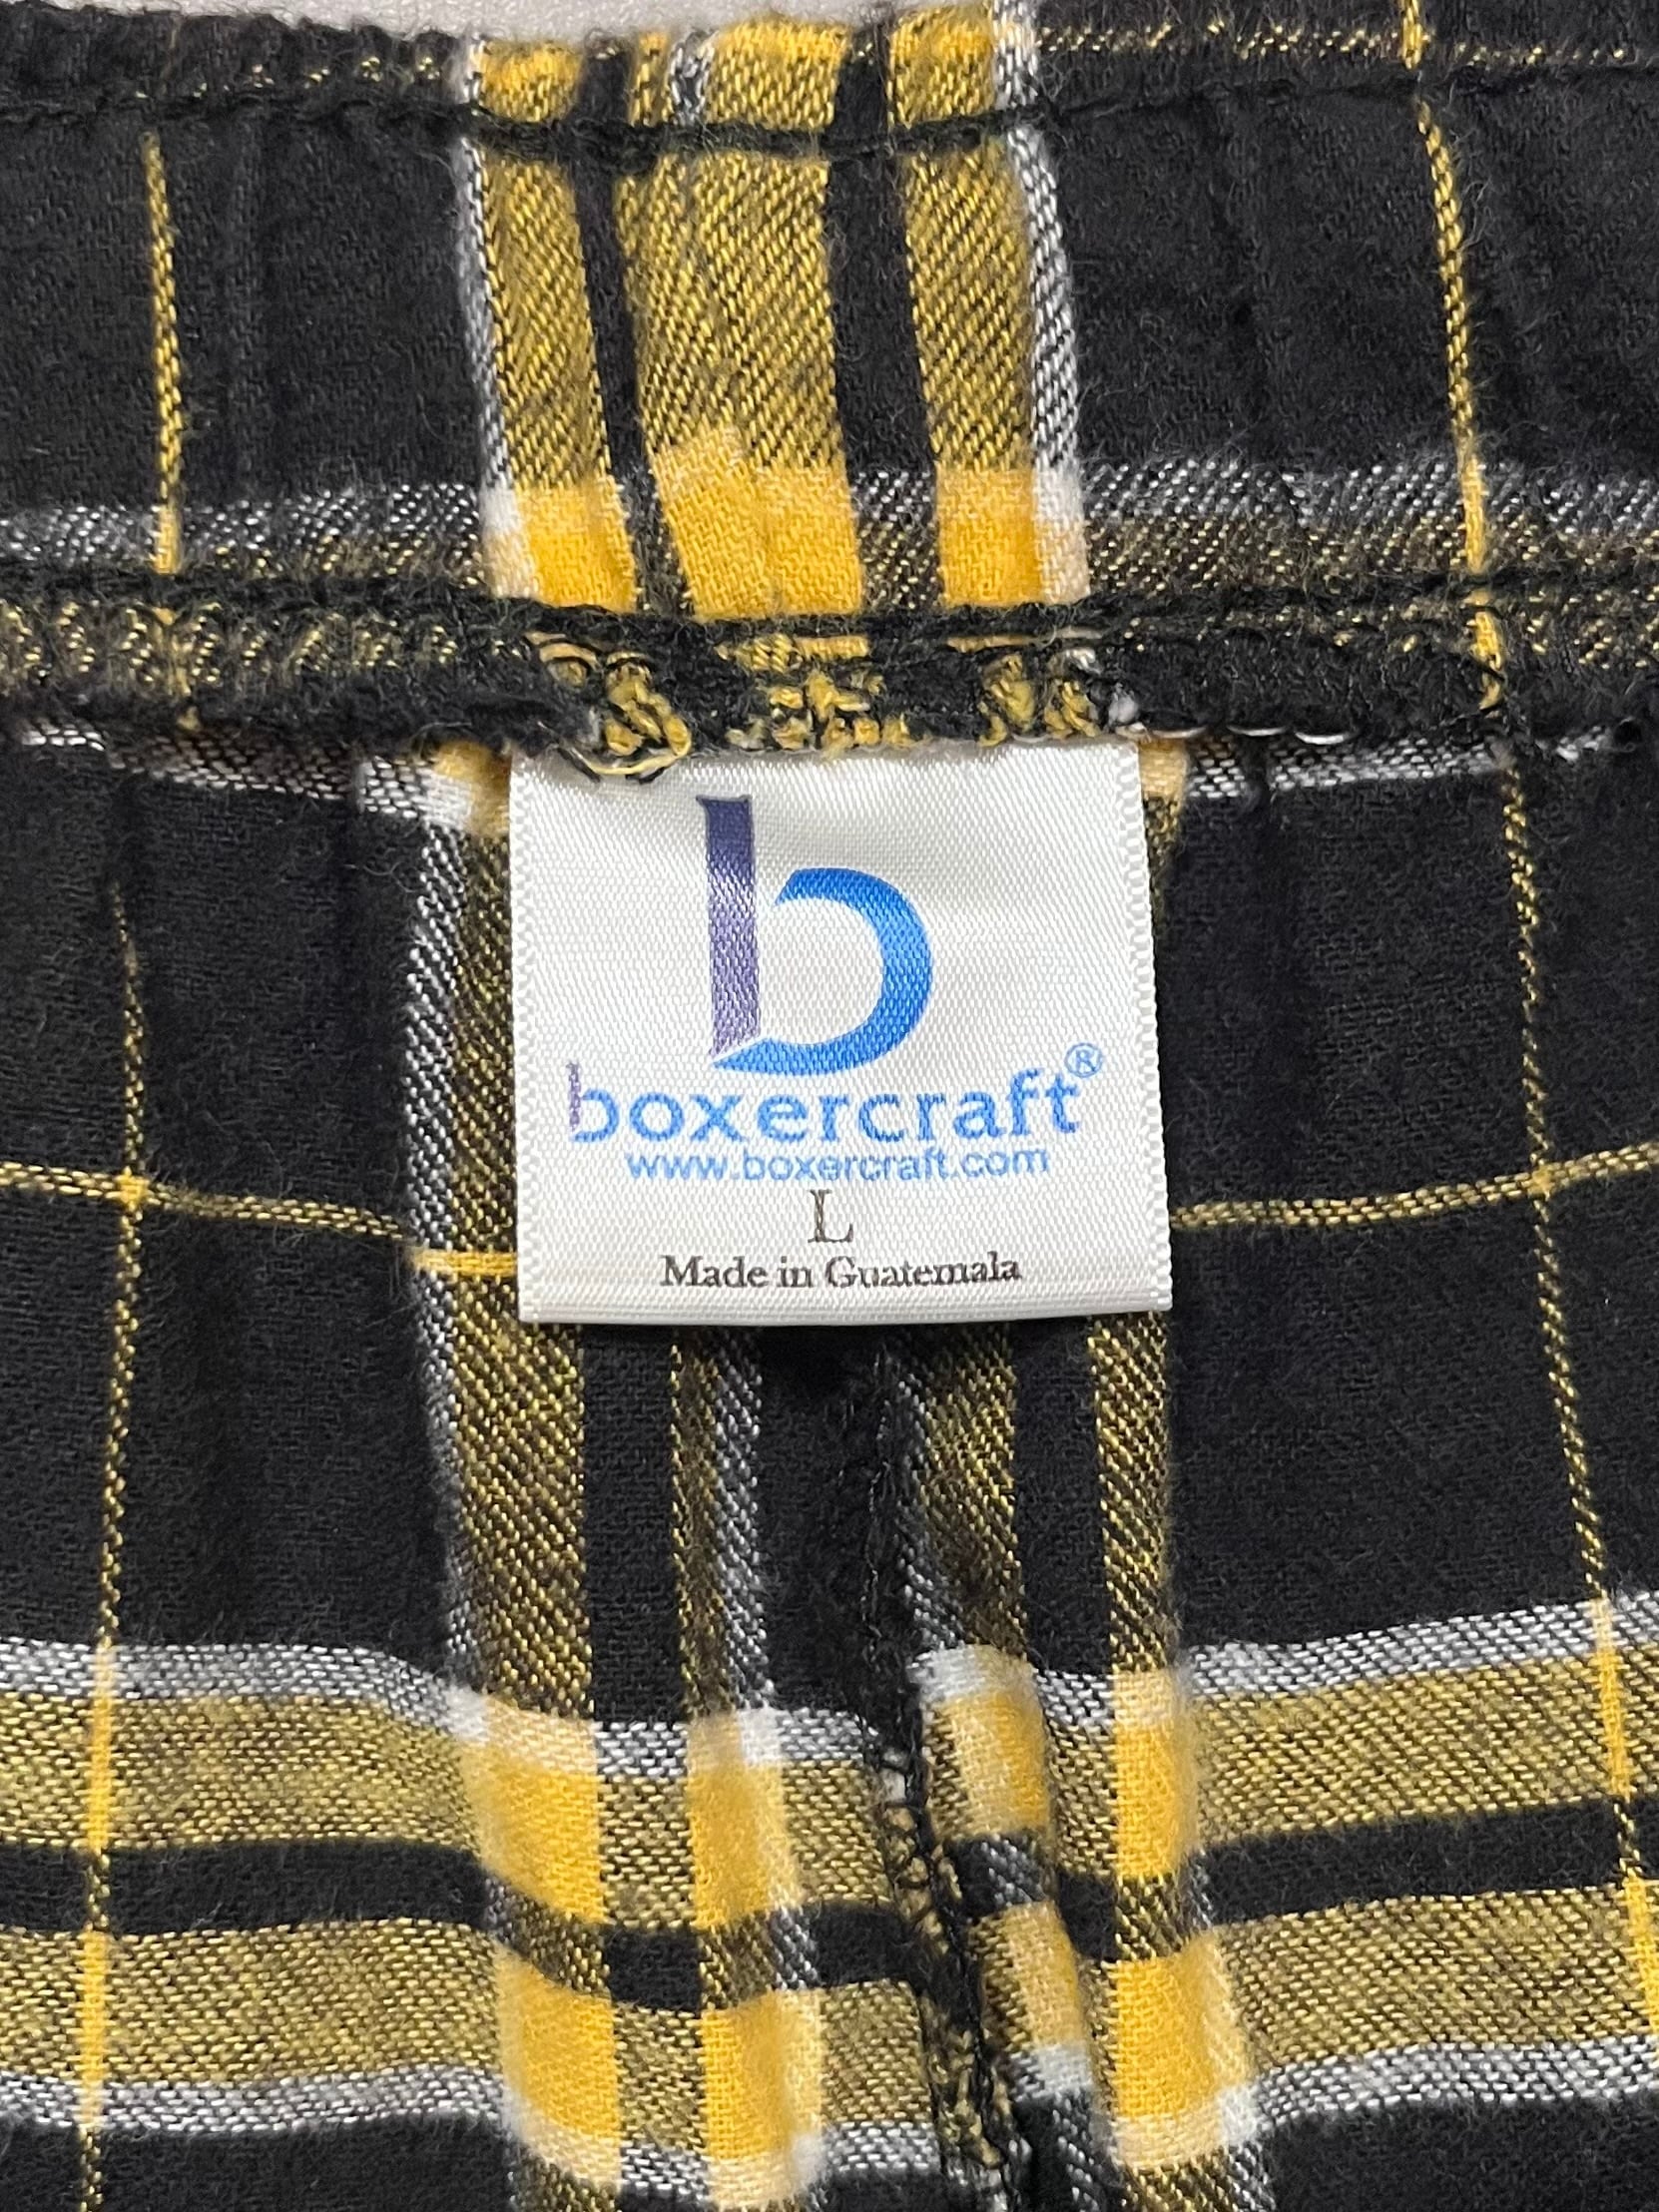 b
boxercraft®
www.boxercraft.com
L
Made in Guatemala